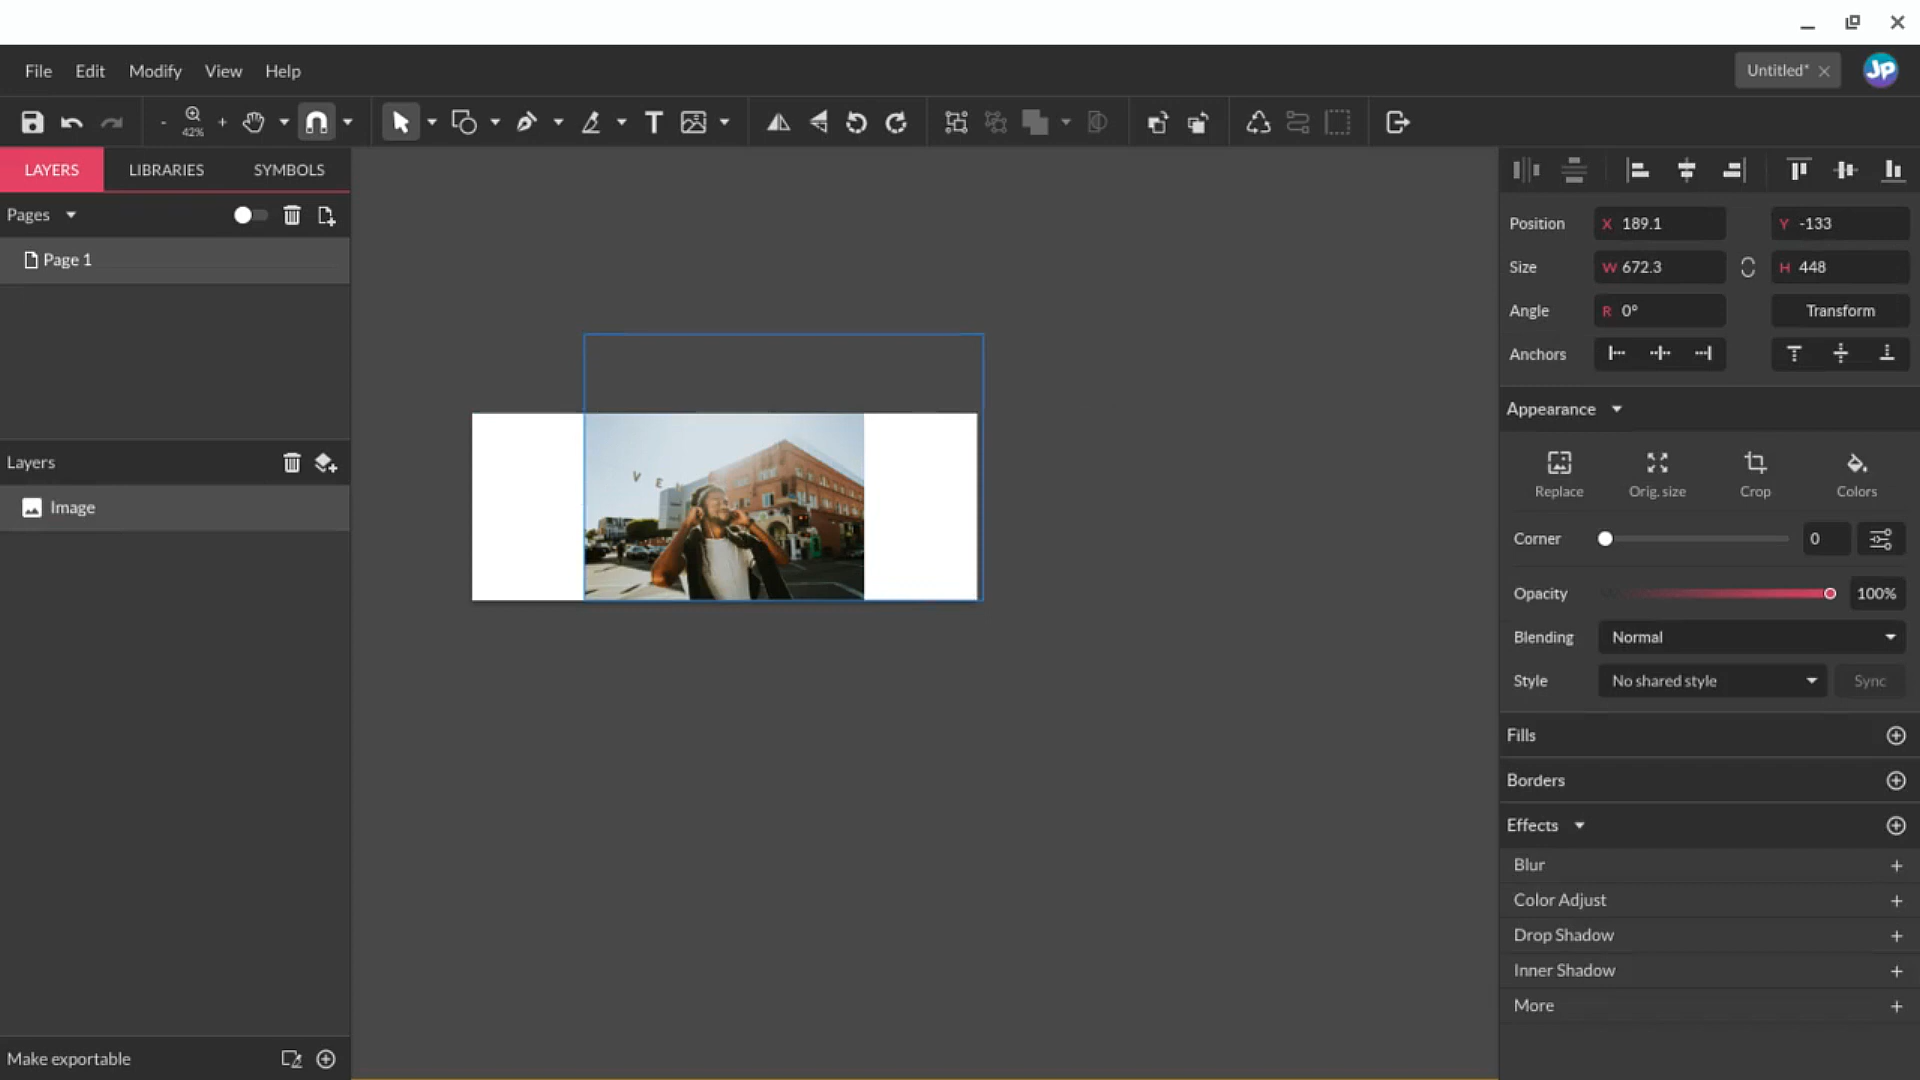 File Edit Modify View Help
Untitled*
JP
- 42% +
T
LAYERS LIBRARIES SYMBOLS
Pages
Page 1
Layers
Image
Make exportable
V E
Position X 189.1 Y -133
Size W 672.3 H 448
Angle R 0° Transform
Anchors
Appearance
Replace Orig. size Crop Colors
Corner 0
Opacity 100%
Blending Normal
Style No shared style Sync
Fills
Borders
Effects
Blur +
Color Adjust +
Drop Shadow +
Inner Shadow +
More +